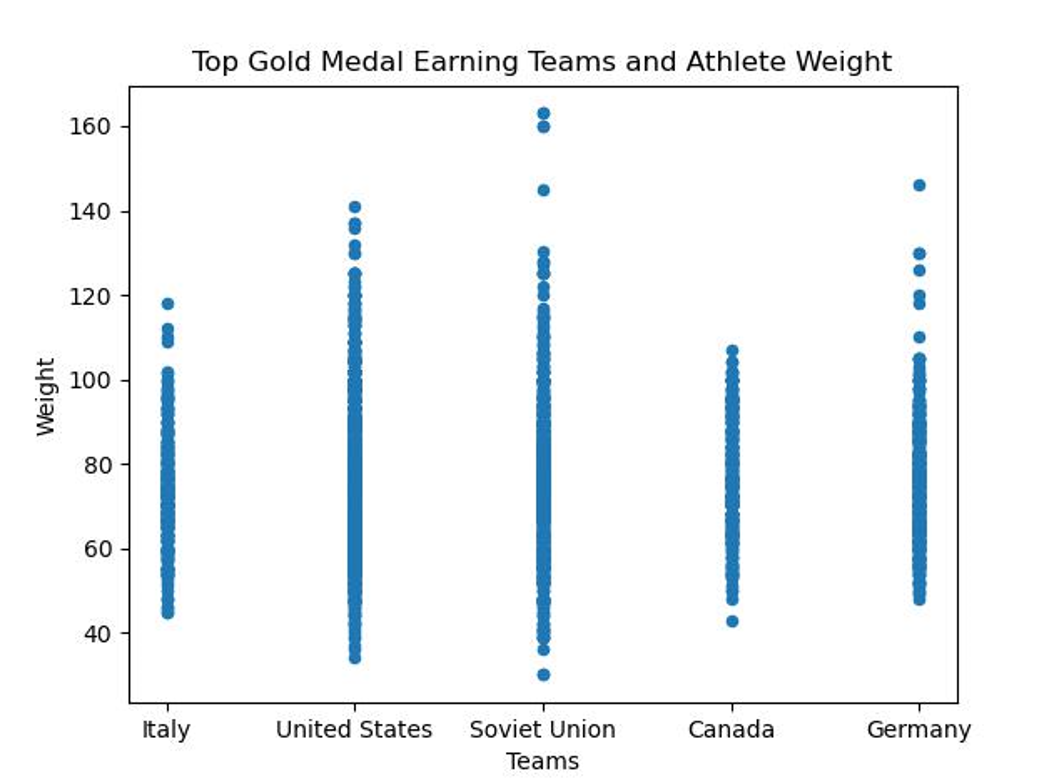 Top Gold Medal Earning Teams and Athlete Weight
160
140
120
100
80
60
40
Weight
Italy United States Soviet Union Canada Germany
Teams